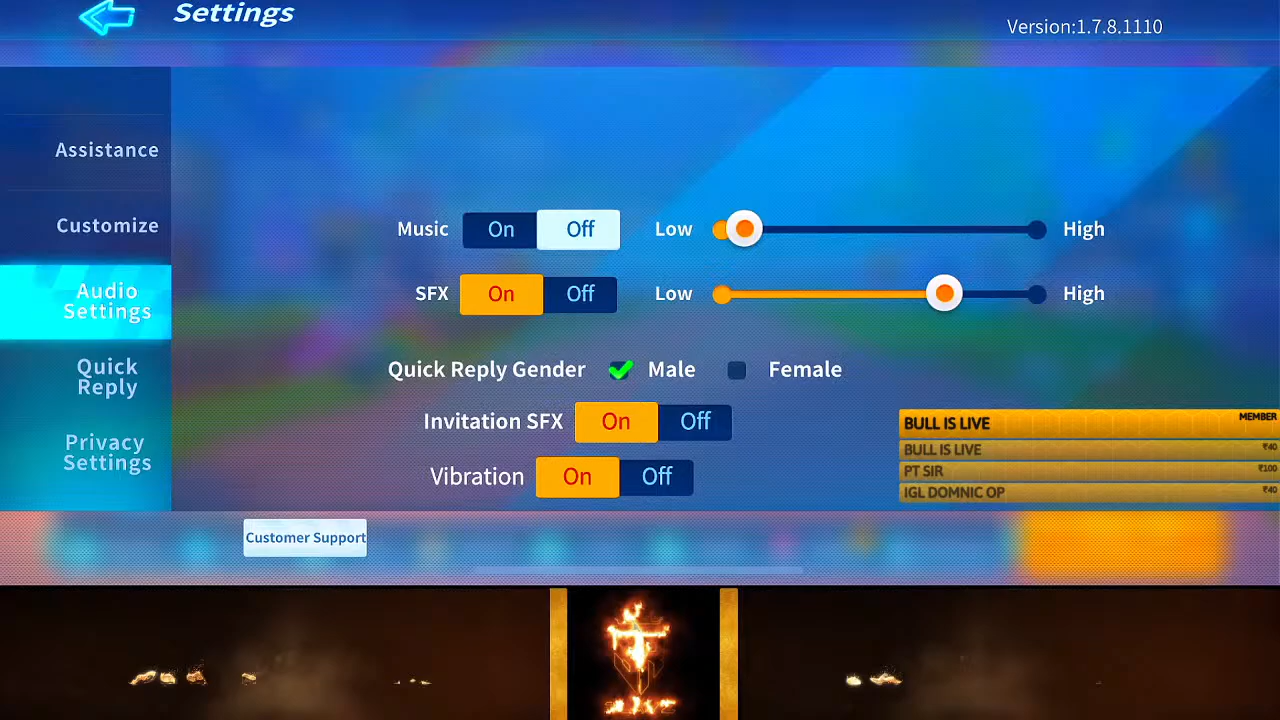 Settings
Version:1.7.8.1110
Assistance
Customize
Audio
Settings
Quick
Reply
Privacy
Settings
Music On Off Low High
SFX On Off Low High
Quick Reply Gender Male Female
Invitation SFX On Off
Vibration On Off
BULL IS LIVE MEMBER
BULL IS LIVE ₹40
PT SIR ₹100
IGL DOMNIC OP ₹40
Customer Support